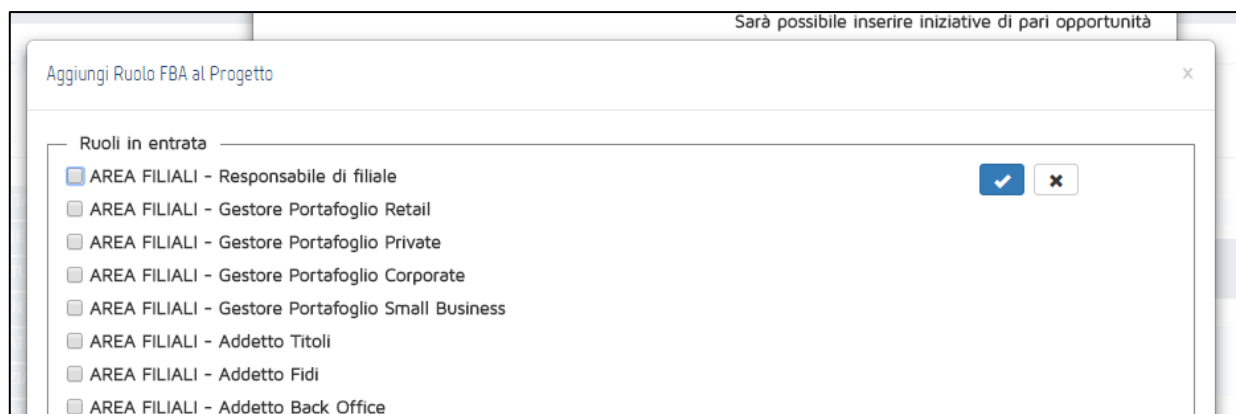 Sarà possibile inserire iniziative di pari opportunità
Aggiungi Ruolo FBA al Progetto
x
Ruoli in entrata
AREA FILIALI - Responsabile di filiale
AREA FILIALI - Gestore Portafoglio Retail
AREA FILIALI - Gestore Portafoglio Private
AREA FILIALI - Gestore Portafoglio Corporate
AREA FILIALI - Gestore Portafoglio Small Business
AREA FILIALI - Addetto Titoli
AREA FILIALI - Addetto Fidi
AREA FILIALI - Addetto Back Office